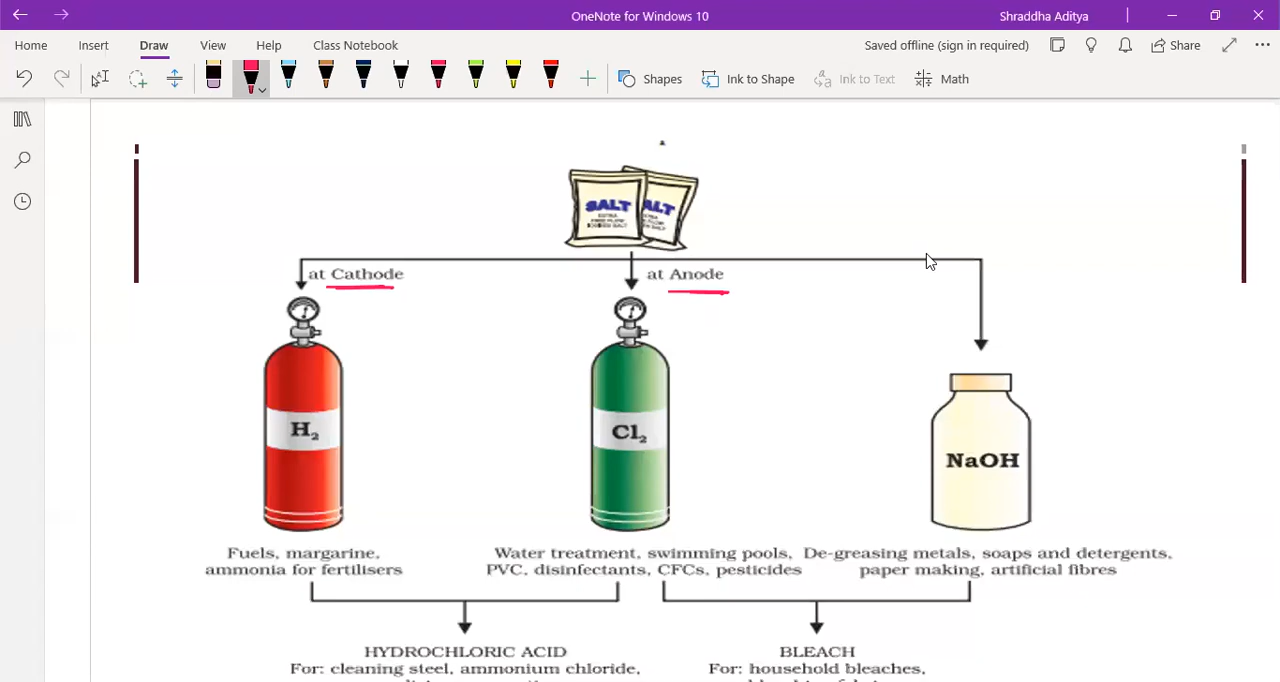 OneNote for Windows 10
Shraddha Aditya
Home Insert Draw View Help Class Notebook
Saved offline (sign in required) Share
Shapes Ink to Shape Ink to Text Math
SALT
at Cathode
at Anode
H₂
Cl₂
NaOH
Fuels, margarine,
ammonia for fertilisers
Water treatment, swimming pools,
PVC, disinfectants, CFCs, pesticides
De-greasing metals, soaps and detergents,
paper making, artificial fibres
HYDROCHLORIC ACID
For: cleaning steel, ammonium chloride,
BLEACH
For: household bleaches,